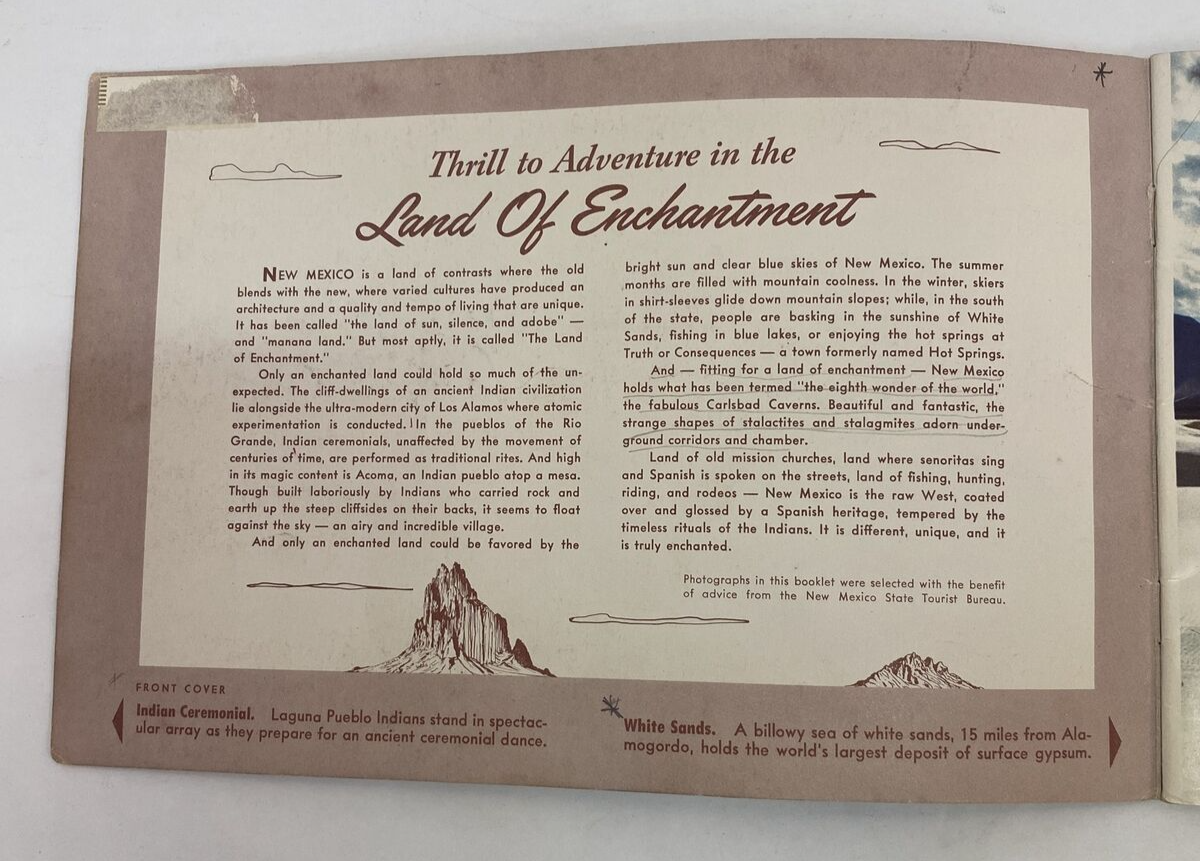 Thrill to Adventure in the
Land Of Enchantment
NEW MEXICO is a land of contrasts where the old
blends with the new, where varied cultures have produced an
architecture and a quality and tempo of living that are unique.
It has been called "the land of sun, silence, and adobe" —
and "manana land." But most aptly, it is called "The Land
of Enchantment."
Only an enchanted land could hold so much of the un-
expected. The cliff-dwellings of an ancient Indian civilization
lie alongside the ultra-modern city of Los Alamos where atomic
experimentation is conducted. In the pueblos of the Rio
Grande, Indian ceremonials, unaffected by the movement of
centuries of time, are performed as traditional rites. And high
in its magic content is Acoma, an Indian pueblo atop a mesa.
Though built laboriously by Indians who carried rock and
earth up the steep cliffsides on their backs, it seems to float
against the sky — an airy and incredible village.
And only an enchanted land could be favored by the
bright sun and clear blue skies of New Mexico. The summer
months are filled with mountain coolness. In the winter, skiers
in shirt-sleeves glide down mountain slopes; while, in the south
of the state, people are basking in the sunshine of White
Sands, fishing in blue lakes, or enjoying the hot springs at
Truth or Consequences — a town formerly named Hot Springs.
And — fitting for a land of enchantment — New Mexico
holds what has been termed "the eighth wonder of the world,"
the fabulous Carlsbad Caverns. Beautiful and fantastic, the
strange shapes of stalactites and stalagmites adorn under-
ground corridors and chamber.
Land of old mission churches, land where senoritas sing
and Spanish is spoken on the streets, land of fishing, hunting,
riding, and rodeos — New Mexico is the raw West, coated
over and glossed by a Spanish heritage, tempered by the
timeless rituals of the Indians. It is different, unique, and it
is truly enchanted.
Photographs in this booklet were selected with the benefit
of advice from the New Mexico State Tourist Bureau.
FRONT COVER
Indian Ceremonial. Laguna Pueblo Indians stand in spectac-
ular array as they prepare for an ancient ceremonial dance.
White Sands. A billowy sea of white sands, 15 miles from Ala-
mogordo, holds the world's largest deposit of surface gypsum.